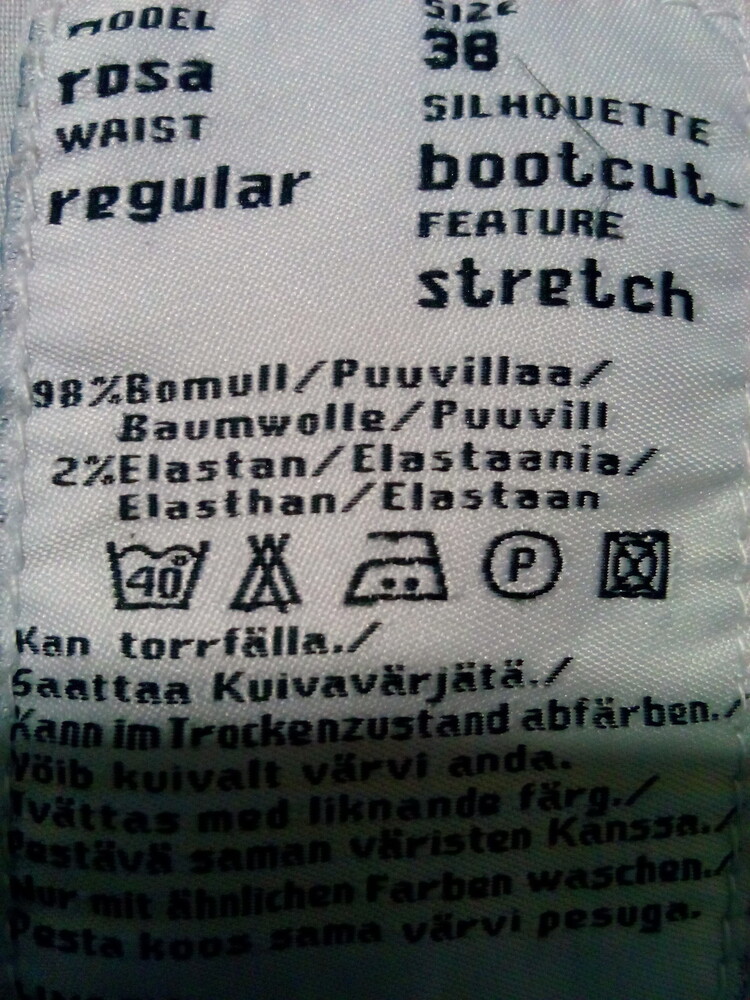 MODEL
rosa
WAIST
regular
SIZE
38
SILHOUETTE
bootcut
FEATURE
stretch
98%Bomull/Puuvillaa/
Baumwolle/Puuvill
2%Elastan/Elastaania/
Elasthan/Elastaan
40° P
Kan torrfälla./
Saattaa Kuivavärjätä./
Kann im Trockenzustand abfärben./
Võib kuivalt värvi anda.
Tvättas med liknande färg./
Pestävä saman väristen Kanssa./
Nur mit ähnlichen Farben waschen./
Pesta koos sama värvi pesuga.